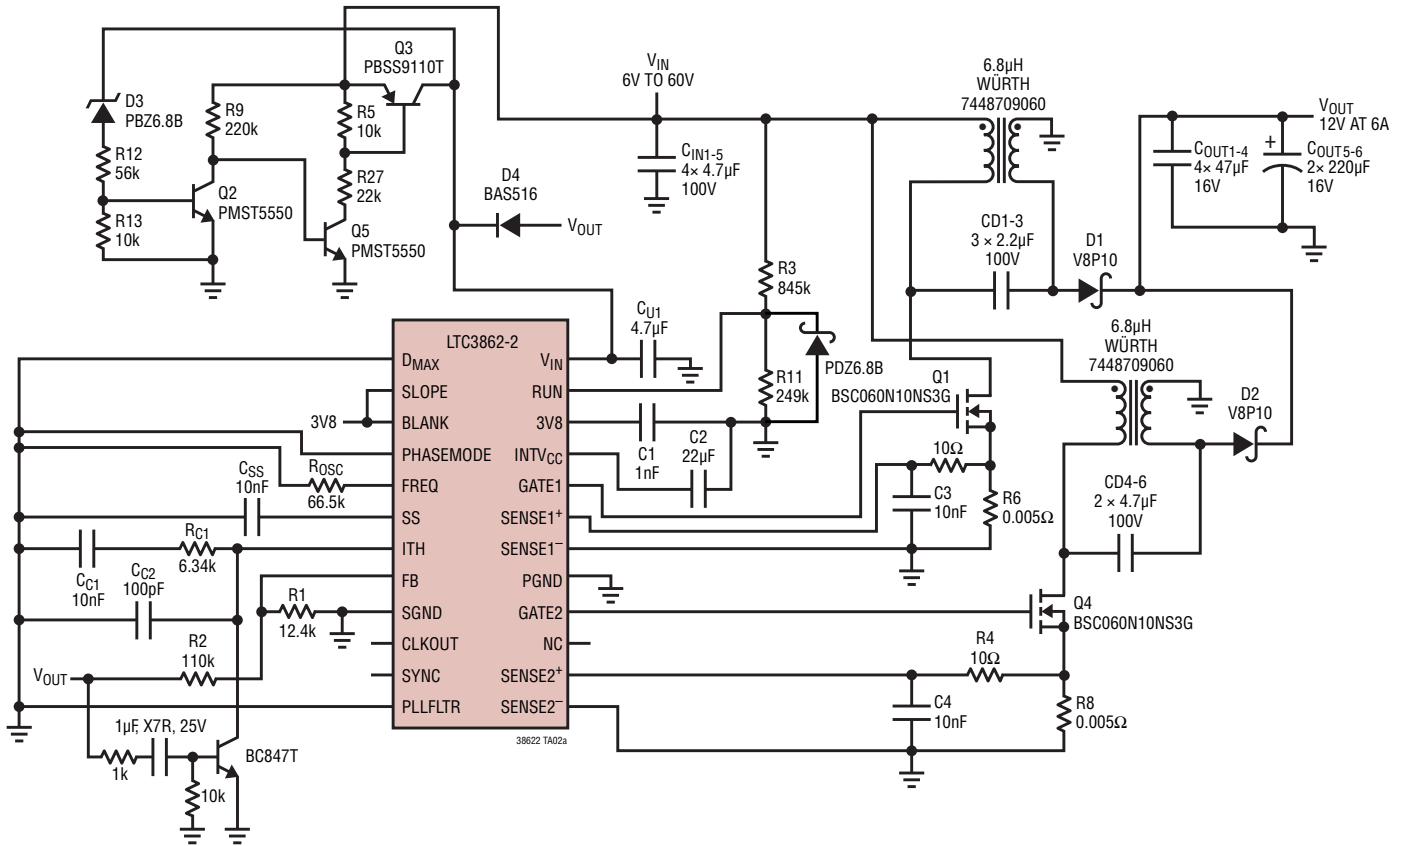 Q3
PBSS9110T
D3
PBZ6.8B
R9
220k
R5
10k
R12
56k
R27
22k
Q2
PMST5550
R13
10k
Q5
PMST5550
D4
BAS516
VOUT
VIN
6V TO 60V
CIN1-5
4× 4.7µF
100V
6.8µH
WÜRTH
7448709060
VOUT
12V AT 6A
COUT1-4
4× 47µF
16V
+
COUT5-6
2× 220µF
16V
CD1-3
3 × 2.2µF
100V
D1
V8P10
R3
845k
CU1
4.7µF
PDZ6.8B
R11
249k
6.8µH
WÜRTH
7448709060
D2
V8P10
Q1
BSC060N10NS3G
LTC3862-2
DMAX
SLOPE
BLANK
PHASEMODE
FREQ
SS
ITH
FB
SGND
CLKOUT
SYNC
PLLFLTR
VIN
RUN
3V8
INTVCC
GATE1
SENSE1+
SENSE1–
PGND
GATE2
NC
SENSE2+
SENSE2–
38622 TA02a
3V8
C1
1nF
C2
22µF
10Ω
C3
10nF
R6
0.005Ω
CD4-6
2 × 4.7µF
100V
CSS
10nF
ROSC
66.5k
RC1
6.34k
CC1
10nF
CC2
100pF
R1
12.4k
R2
110k
VOUT
Q4
BSC060N10NS3G
R4
10Ω
C4
10nF
R8
0.005Ω
1µF, X7R, 25V
1k
BC847T
10k